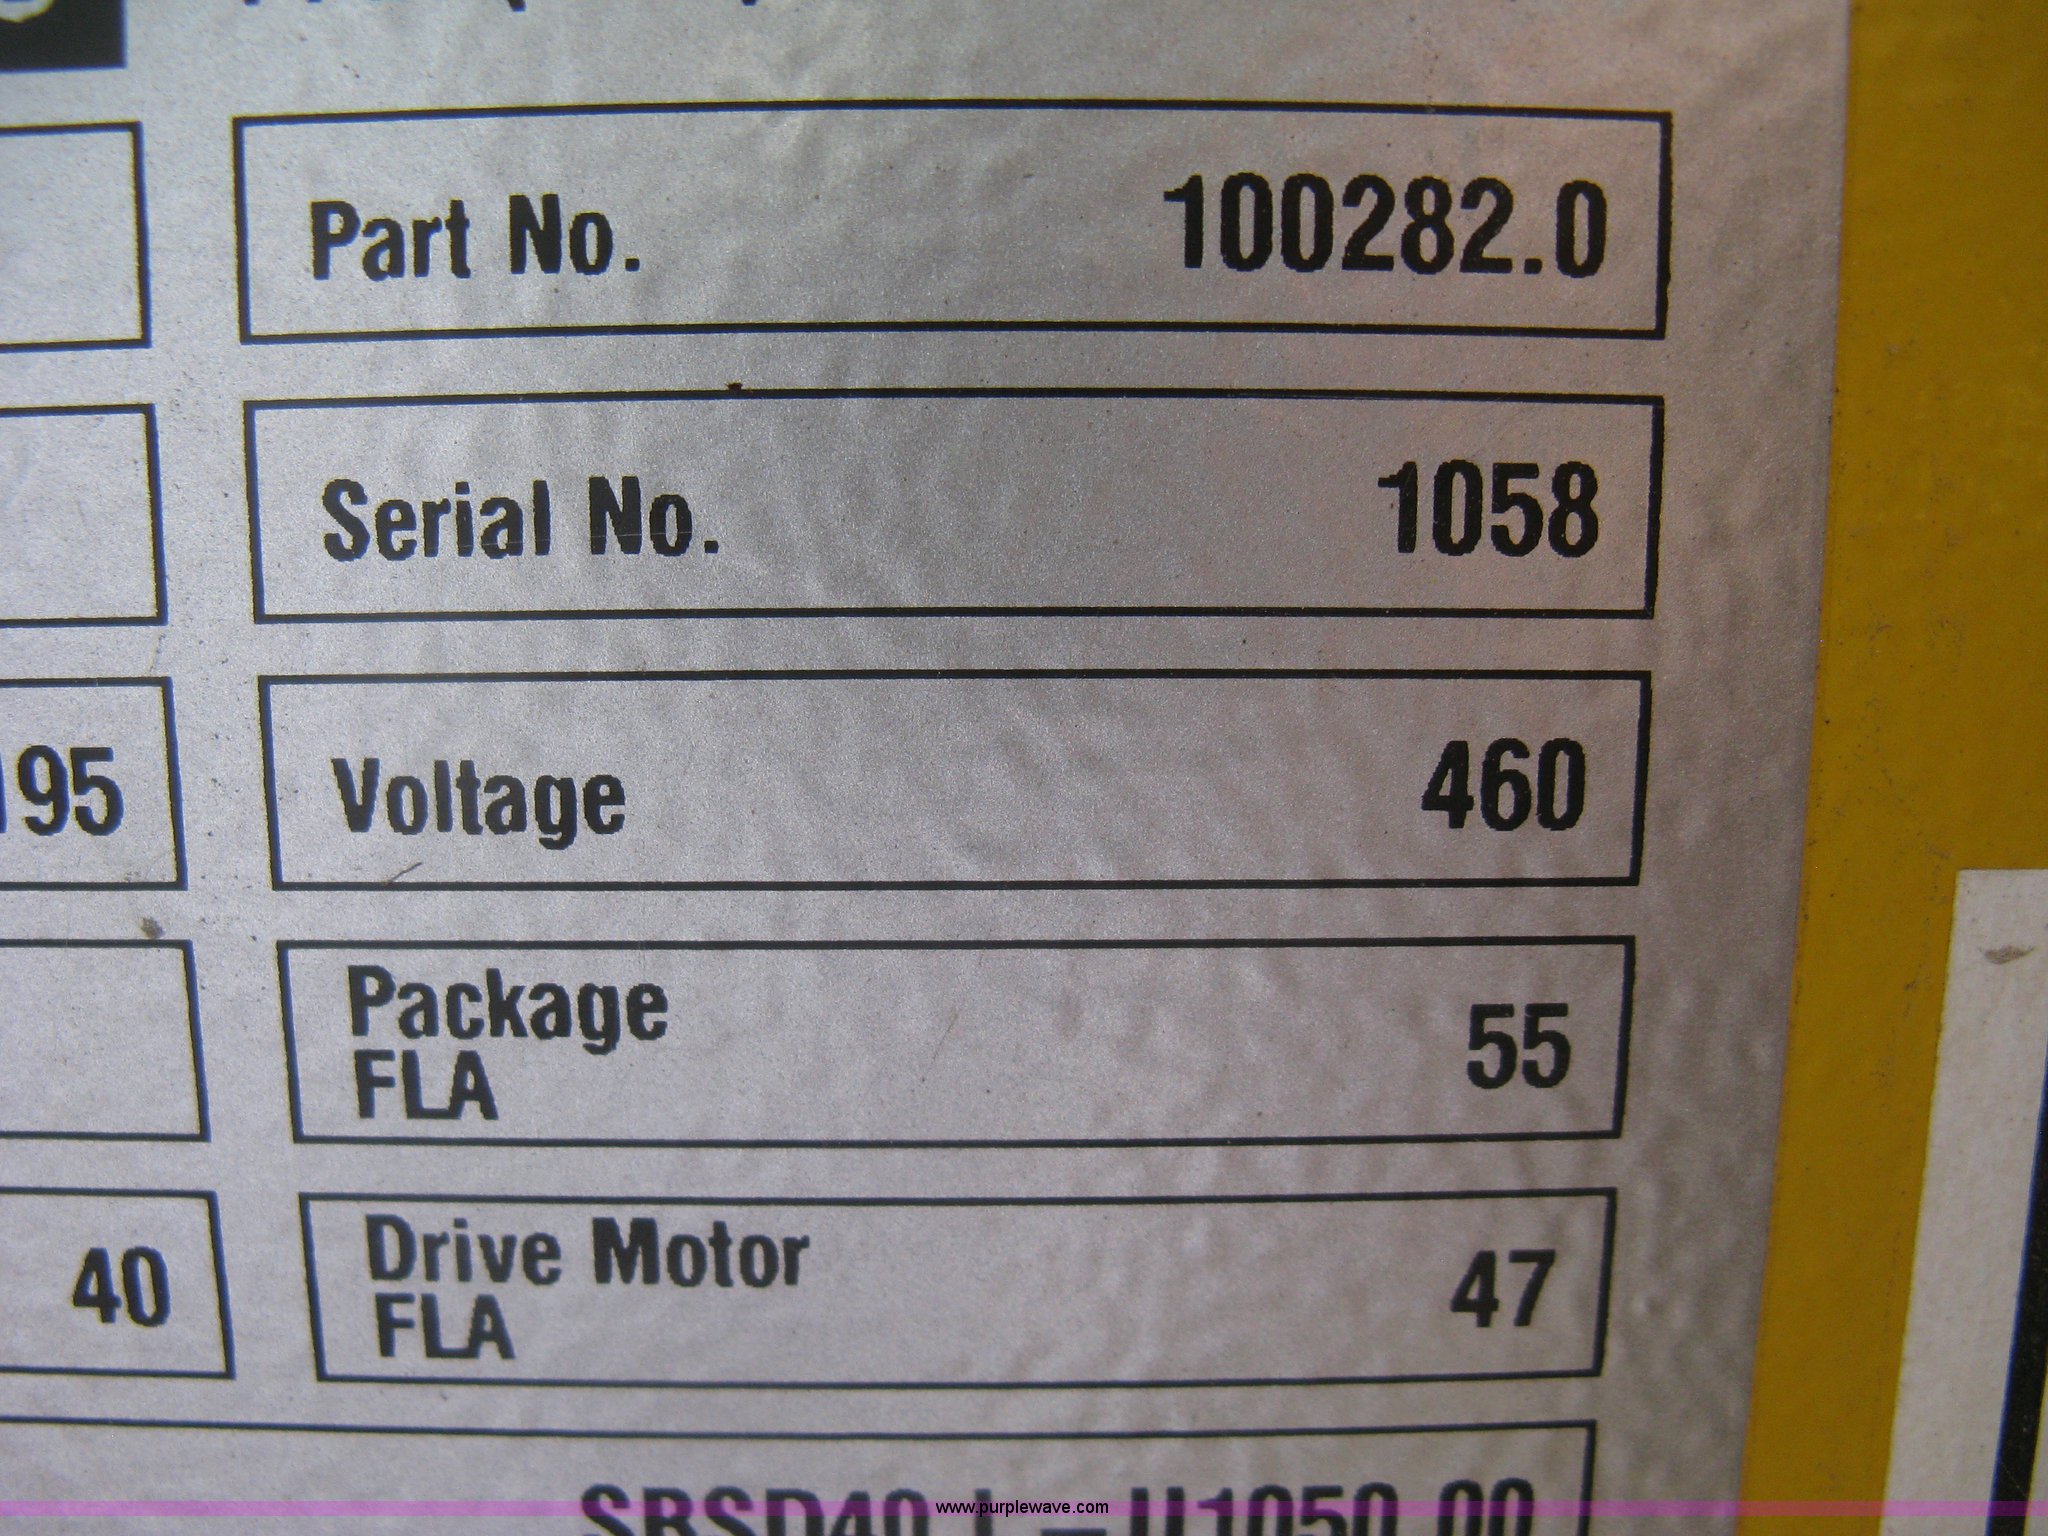 Part No. 100282.0
Serial No. 1058
195 Voltage 460
Package
FLA 55
40 Drive Motor
FLA 47
www.purplewave.com